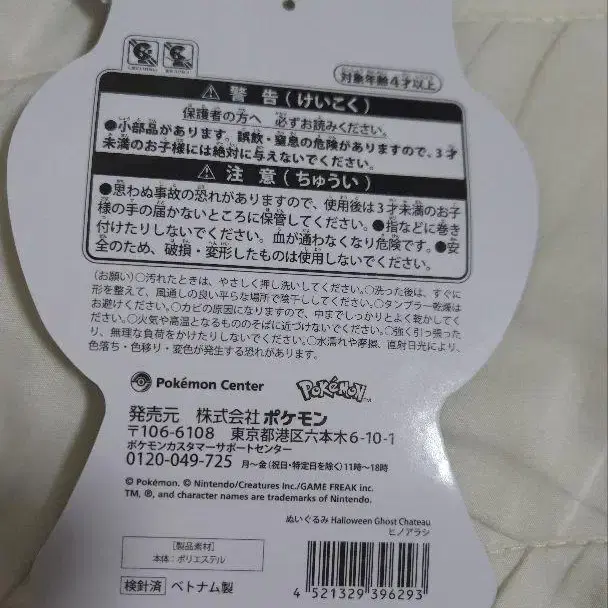 対象年齢4才以上
警告(けいこく)
保護者の方へ 必ずお読みください。
●小部品があります。誤飲・窒息の危険がありますので、3才
未満のお子様には絶対に与えないでください。
注意(ちゅうい)
●思わぬ事故の恐れがありますので、使用後は3才未満のお子
様の手の届かないところに保管してください。●指などに巻き
付けたりしないでください。血が通わなくなり危険です。●安
全のため、破損・変形したものは使用しないでください。
(お願い)○汚れたときは、やさしく押し洗いしてください。○洗った後は、すぐに
形を整えて、風通しの良い平らな場所で陰干ししてください。○タンブラー乾燥は
お避けください。○カビの原因になりますので、中までしっかりとよく乾かしてく
ださい。○火気や高温となるもののそばに近づけないでください。○強く引っ張った
り、無理な負荷をかけたりしないでください。○水濡れや摩擦、直射日光により、
色落ち・色移り・変色が発生する恐れがあります。
Pokémon Center POKÉMON
発売元 株式会社ポケモン
〒106-6108 東京都港区六本木6-10-1
ポケモンカスタマーサポートセンター
0120-049-725 月〜金(祝日・特定日を除く)11時〜18時
© Pokémon. © Nintendo/Creatures Inc./GAME FREAK inc.
TM, ®, and character names are trademarks of Nintendo.
ぬいぐるみ Halloween Ghost Chateau
ヒノアラシ
[製品素材]
本体:ポリエステル
検針済 ベトナム製
4 521329 396293